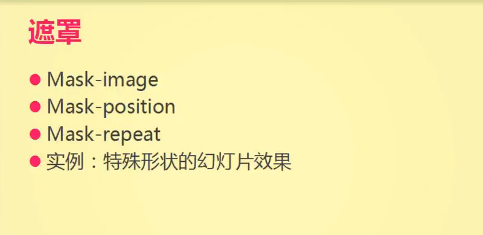 遮罩
Mask-image
Mask-position
Mask-repeat
实例：特殊形状的幻灯片效果